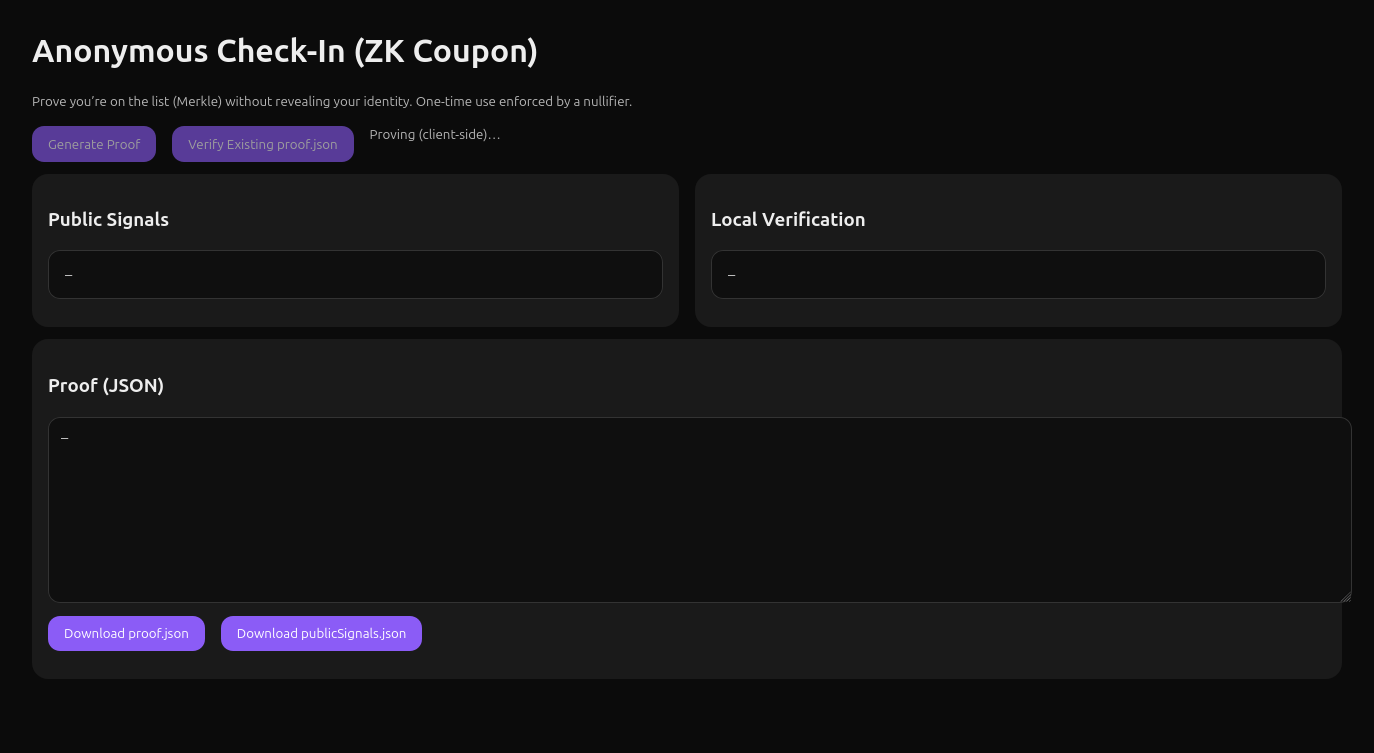 Anonymous Check-In (ZK Coupon)
Prove you’re on the list (Merkle) without revealing your identity. One-time use enforced by a nullifier.
Generate Proof
Verify Existing proof.json
Proving (client-side)…
Public Signals
Local Verification
–
–
Proof (JSON)
–
Download proof.json
Download publicSignals.json